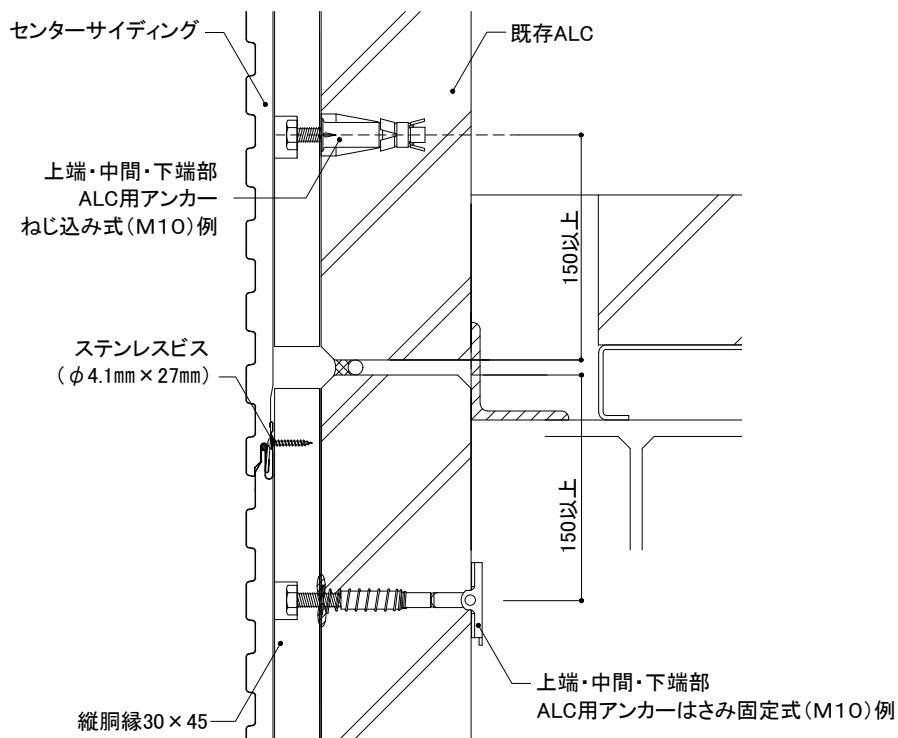 センターサイディング
既存ALC
上端・中間・下端部
ALC用アンカー
ねじ込み式(M10)例
150以上
ステンレスビス
(φ4.1mm×27mm)
150以上
縦胴縁30×45
上端・中間・下端部
ALC用アンカーはさみ固定式(M10)例